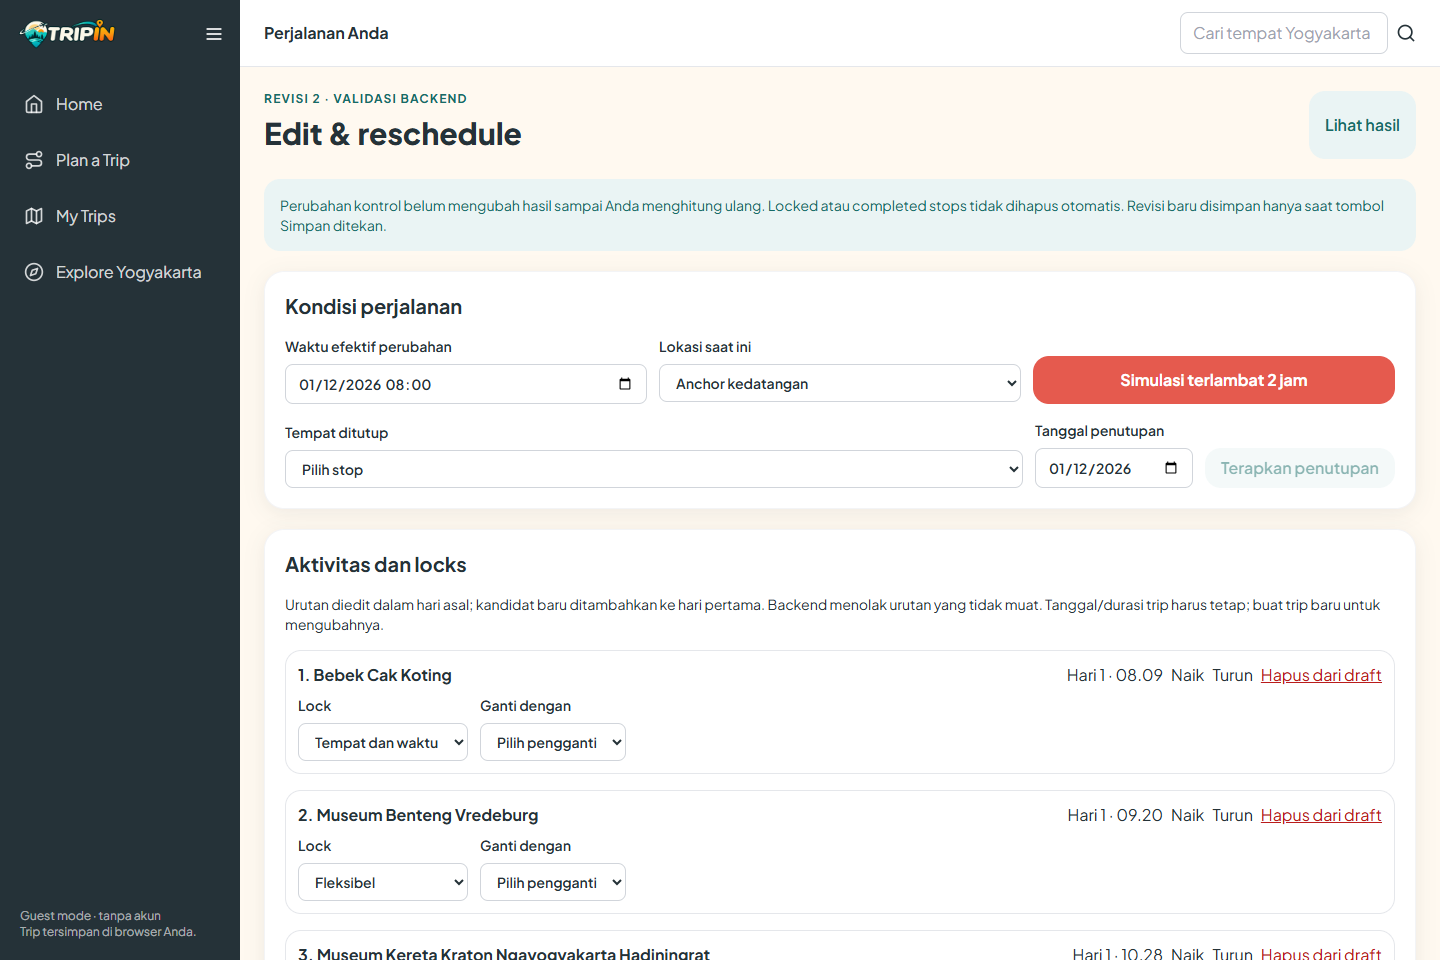 TRIPIN
Perjalanan Anda
Cari tempat Yogyakarta
Home
Plan a Trip
My Trips
Explore Yogyakarta
Guest mode · tanpa akun
Trip tersimpan di browser Anda.
REVISI 2 · VALIDASI BACKEND
Edit & reschedule
Lihat hasil
Perubahan kontrol belum mengubah hasil sampai Anda menghitung ulang. Locked atau completed stops tidak dihapus otomatis. Revisi baru disimpan hanya saat tombol
Simpan ditekan.
Kondisi perjalanan
Waktu efektif perubahan
01/12/2026 08:00
Lokasi saat ini
Anchor kedatangan
Simulasi terlambat 2 jam
Tempat ditutup
Pilih stop
Tanggal penutupan
01/12/2026
Terapkan penutupan
Aktivitas dan locks
Urutan diedit dalam hari asal; kandidat baru ditambahkan ke hari pertama. Backend menolak urutan yang tidak muat. Tanggal/durasi trip harus tetap; buat trip baru untuk
mengubahnya.
1. Bebek Cak Koting
Hari 1 · 08.09 Naik Turun Hapus dari draft
Lock
Ganti dengan
Tempat dan waktu
Pilih pengganti
2. Museum Benteng Vredeburg
Hari 1 · 09.20 Naik Turun Hapus dari draft
Lock
Ganti dengan
Fleksibel
Pilih pengganti
3. Museum Kereta Kraton Ngayogyakarta Hadiningrat
Hari 1 · 10.28 Naik Turun Hapus dari draft